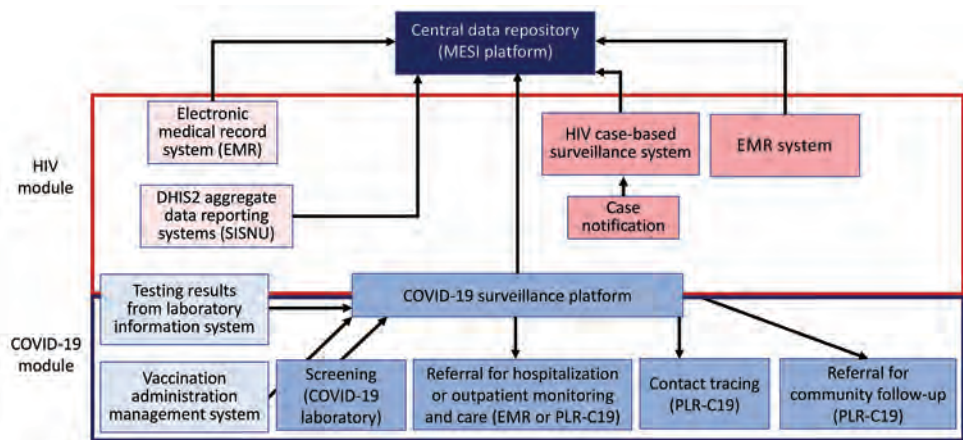 Central data repository
(MESI platform)
Electronic
medical record
system (EMR)
HIV case-based
surveillance system
EMR system
HIV
module
DHIS2 aggregate
data reporting
systems (SISNU)
Case
notification
Testing results
from laboratory
information system
COVID-19 surveillance platform
COVID-19
module
Vaccination
administration
management system
Screening
(COVID-19
laboratory)
Referral for hospitalization
or outpatient monitoring
and care (EMR or PLR-C19)
Contact tracing
(PLR-C19)
Referral for
community follow-up
(PLR-C19)